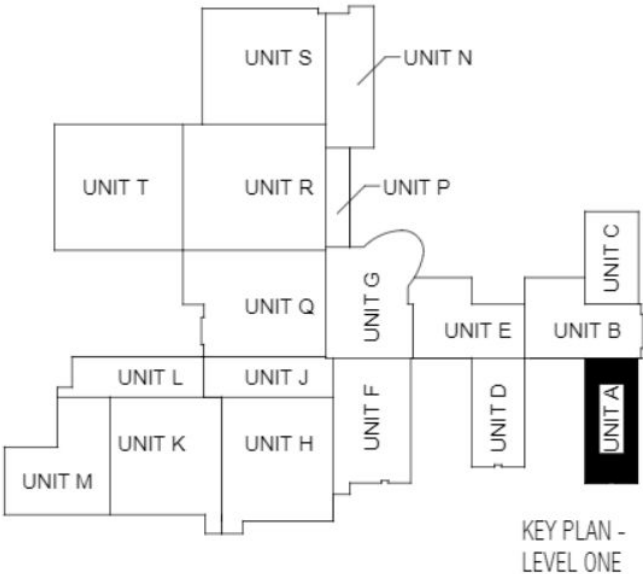 UNIT S
UNIT N
UNIT T
UNIT R
UNIT P
UNIT C
UNIT Q
UNIT G
UNIT E
UNIT B
UNIT L
UNIT J
UNIT F
UNIT D
UNIT A
UNIT K
UNIT H
UNIT M
KEY PLAN -
LEVEL ONE